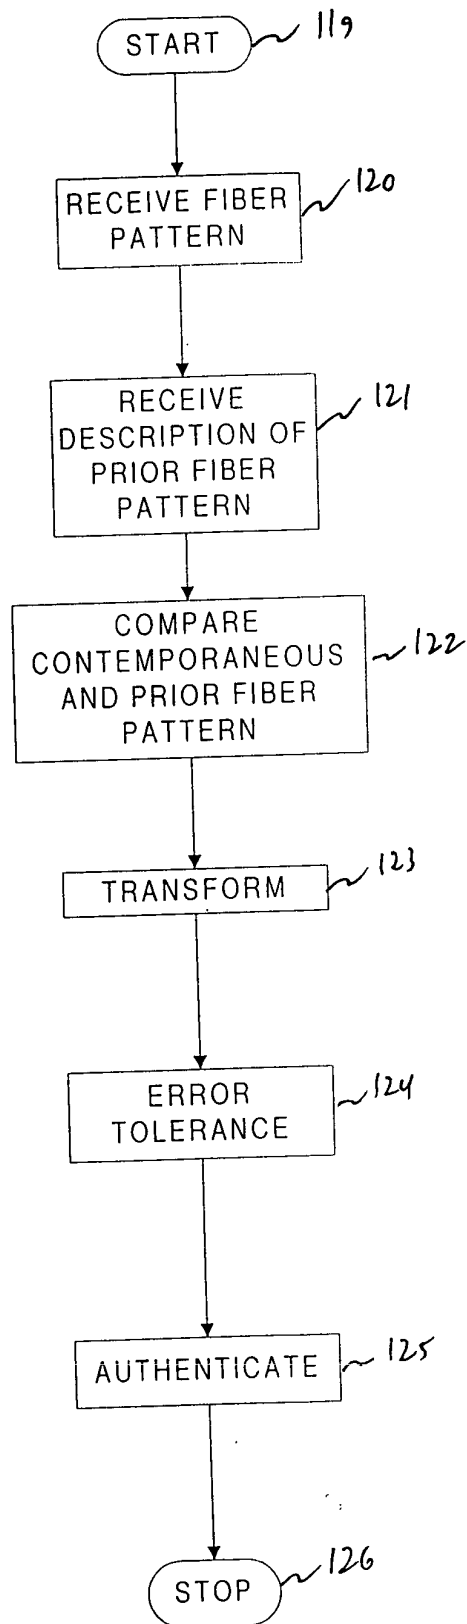 START 119
RECEIVE FIBER 120
PATTERN
RECEIVE 121
DESCRIPTION OF
PRIOR FIBER
PATTERN
COMPARE
CONTEMPORANEOUS 122
AND PRIOR FIBER
PATTERN
TRANSFORM 123
ERROR 124
TOLERANCE
AUTHENTICATE 125
STOP 126